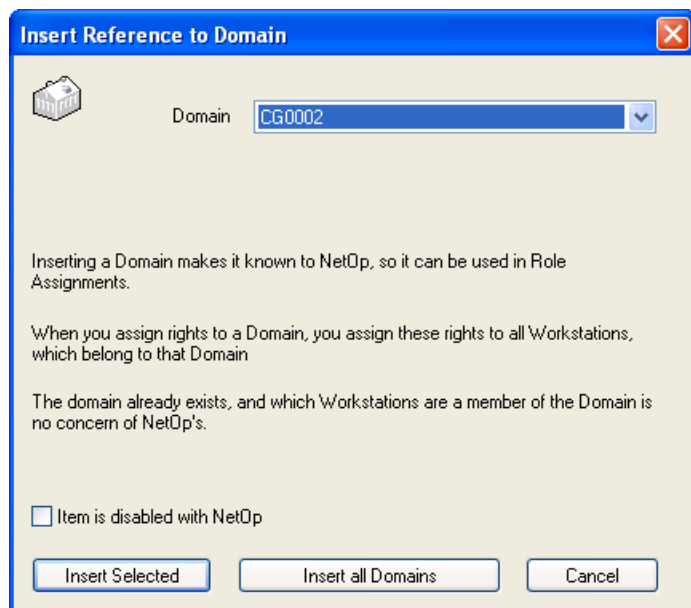 Insert Reference to Domain
Domain CG0002
Inserting a Domain makes it known to NetOp, so it can be used in Role
Assignments.
When you assign rights to a Domain, you assign these rights to all Workstations,
which belong to that Domain
The domain already exists, and which Workstations are a member of the Domain is
no concern of NetOp's.
Item is disabled with NetOp
Insert Selected Insert all Domains Cancel